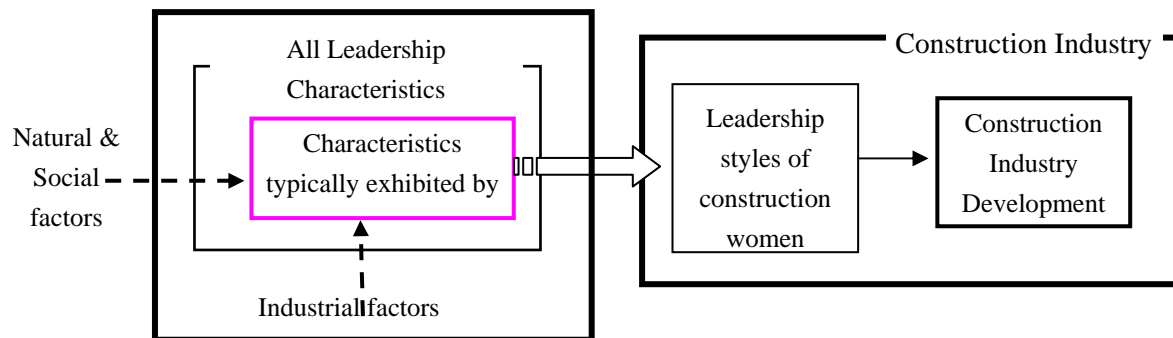 Natural &
Social
factors
All Leadership
Characteristics
Characteristics
typically exhibited by
Industrial factors
Construction Industry
Leadership
styles of
construction
women
Construction
Industry
Development